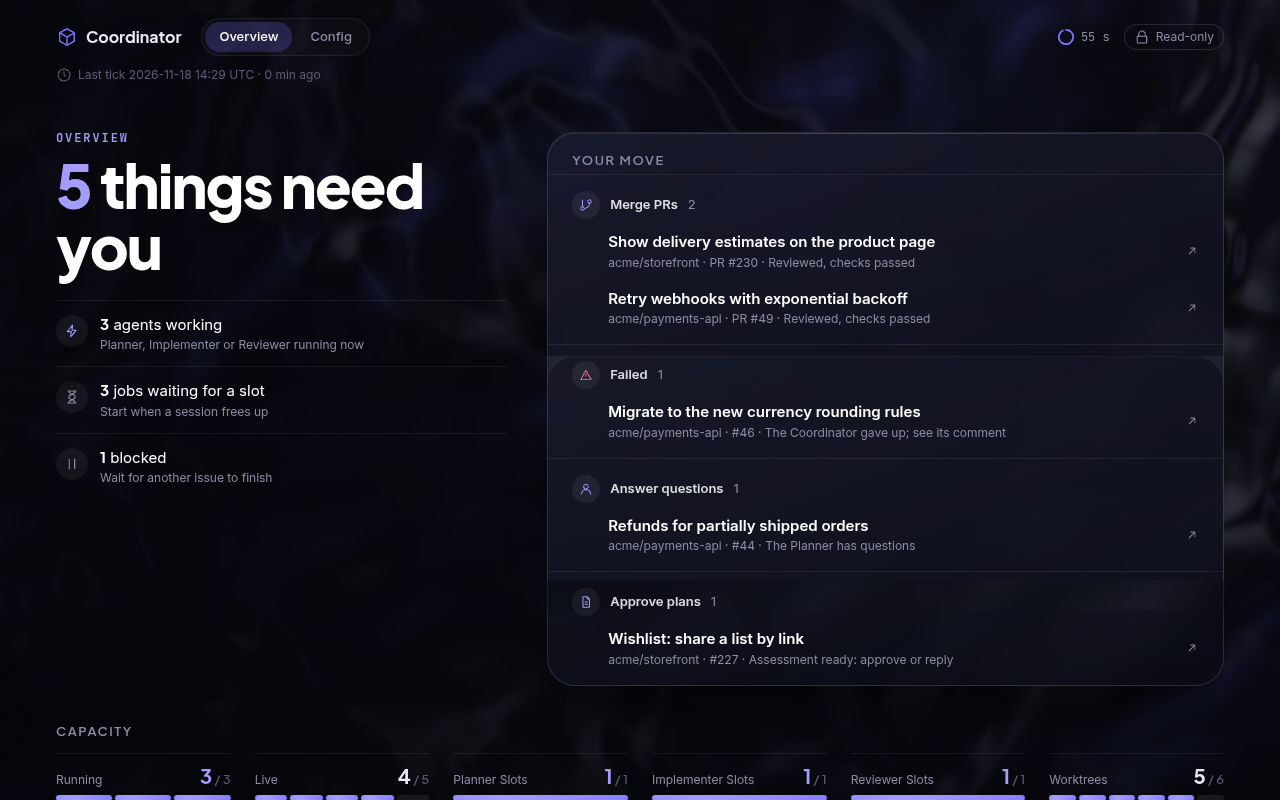 Coordinator
Overview
Config
55 s
Read-only
Last tick 2026-11-18 14:29 UTC · 0 min ago
OVERVIEW
5 things need
you
3 agents working
Planner, Implementer or Reviewer running now
3 jobs waiting for a slot
Start when a session frees up
1 blocked
Wait for another issue to finish
YOUR MOVE
Merge PRs 2
Show delivery estimates on the product page
acme/storefront · PR #230 · Reviewed, checks passed
Retry webhooks with exponential backoff
acme/payments-api · PR #49 · Reviewed, checks passed
Failed 1
Migrate to the new currency rounding rules
acme/payments-api · #46 · The Coordinator gave up; see its comment
Answer questions 1
Refunds for partially shipped orders
acme/payments-api · #44 · The Planner has questions
Approve plans 1
Wishlist: share a list by link
acme/storefront · #227 · Assessment ready: approve or reply
CAPACITY
Running 3 / 3
Live 4 / 5
Planner Slots 1 / 1
Implementer Slots 1 / 1
Reviewer Slots 1 / 1
Worktrees 5 / 6